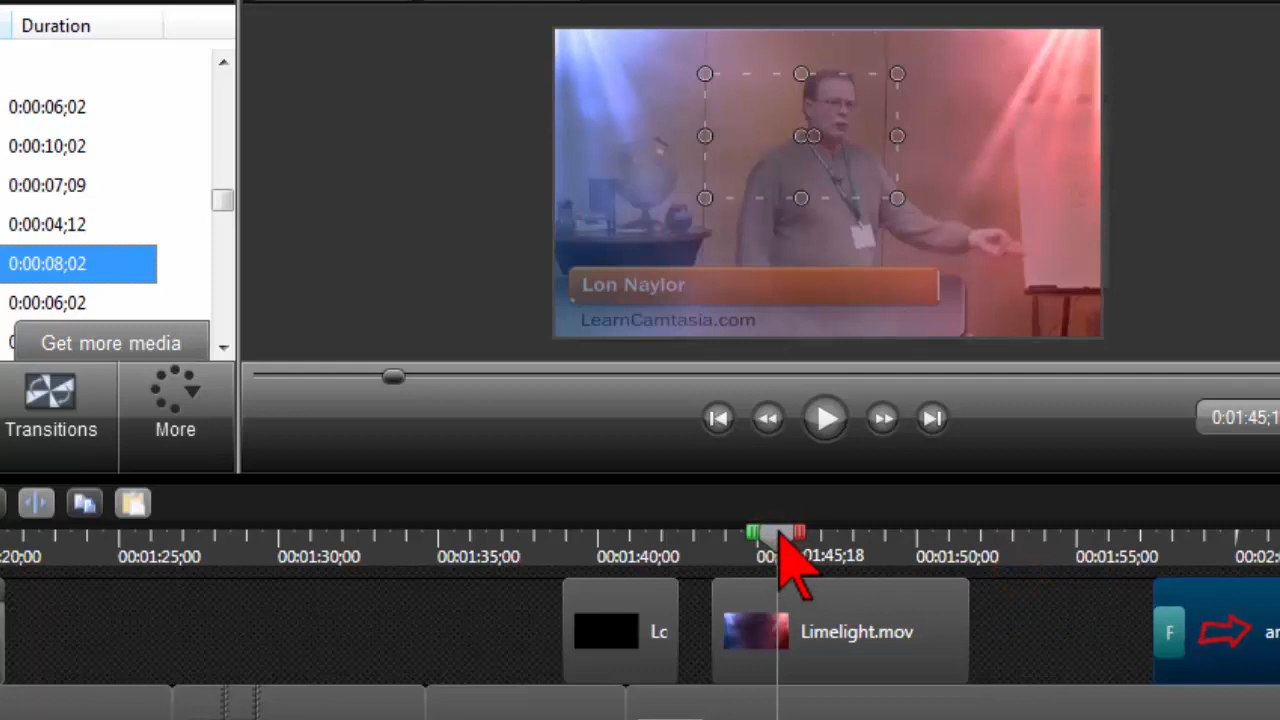 Duration
0:00:06;02
0:00:10;02
0:00:07;09
0:00:04;12
0:00:08;02
0:00:06;02
Get more media
Transitions
More
Lon Naylor
LearnCamtasia.com
0:01:45;1
:20;00 00:01:25;00 00:01:30;00 00:01:35;00 00:01:40;00 00: 01:45;18 00:01:50;00 00:01:55;00 00:02:
Lc
Limelight.mov
F
ar